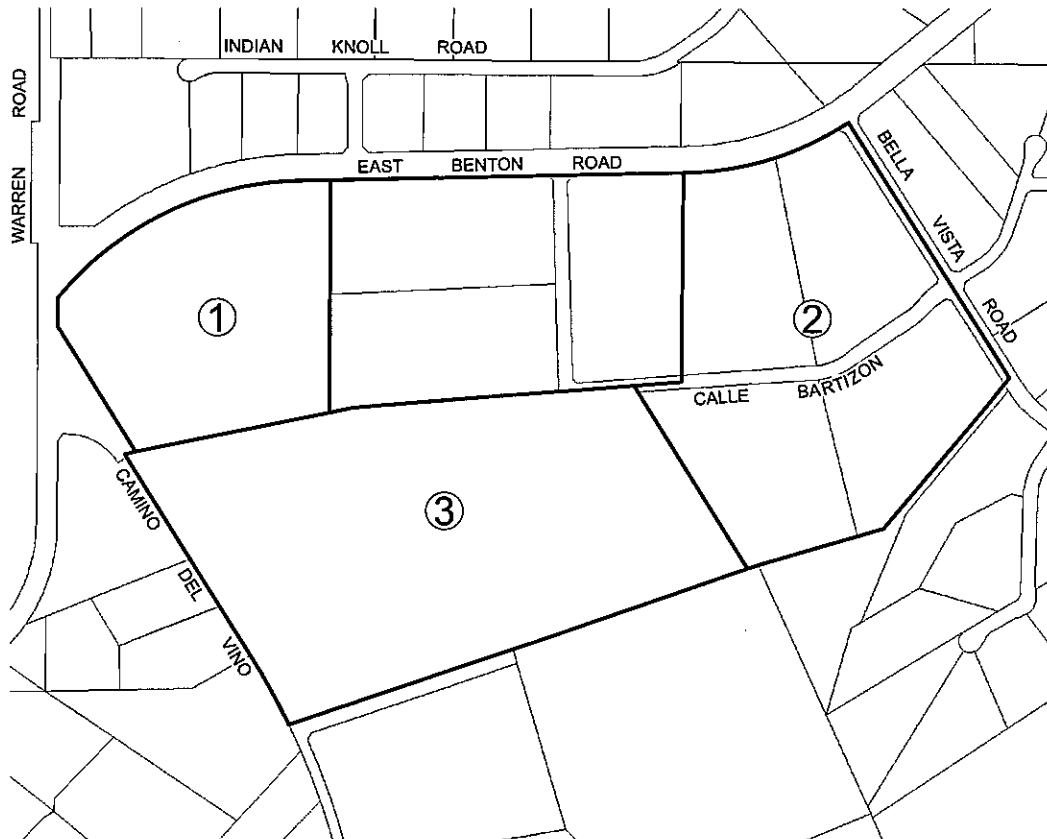 INDIAN KNOLL ROAD
WARREN ROAD
EAST BENTON ROAD
BELLA VISTA ROAD
1
2
CALLE BARTIZON
3
CAMINO DEL VINO